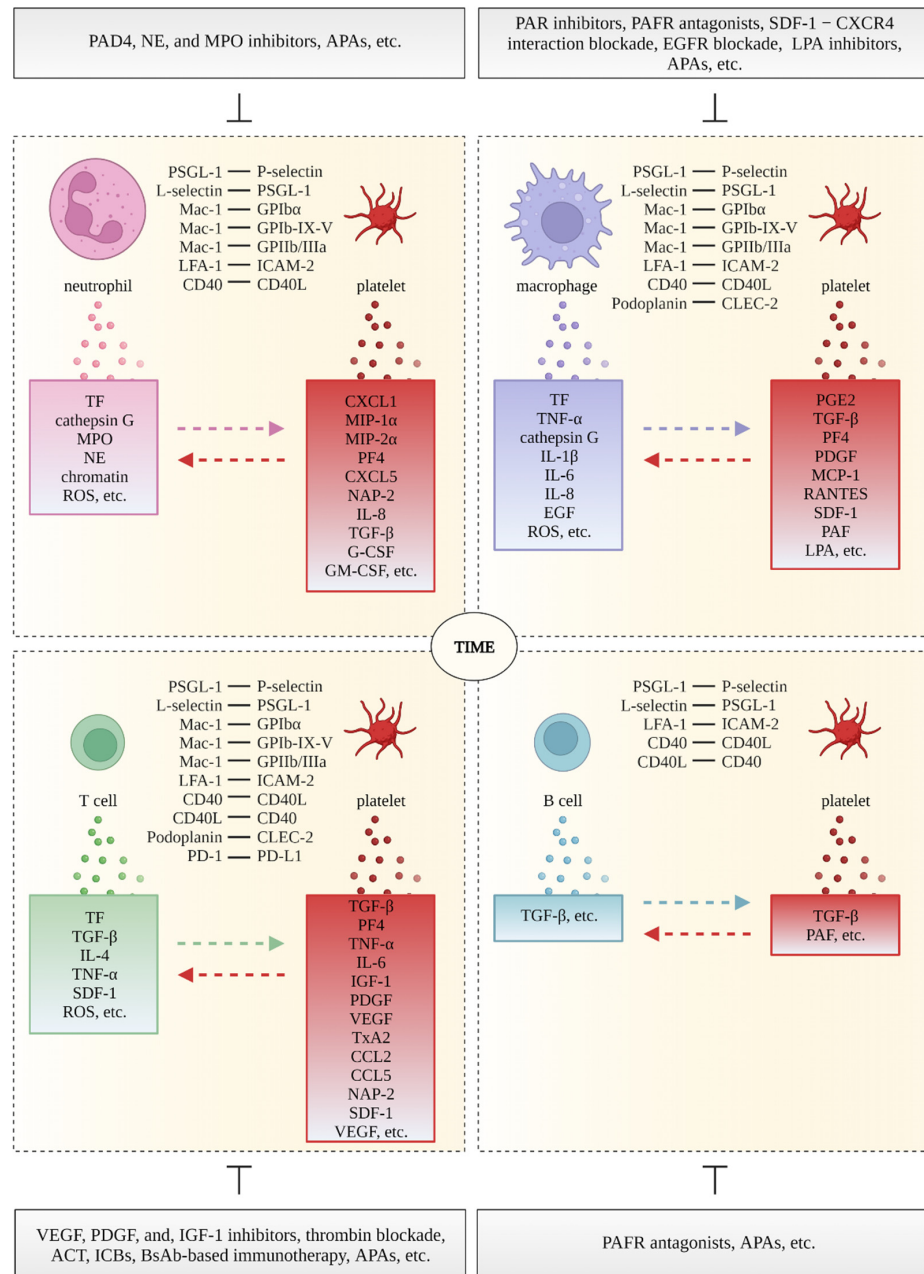 PAD4, NE, and MPO inhibitors, APAs, etc.
PAR inhibitors, PAFR antagonists, SDF-1 − CXCR4
interaction blockade, EGFR blockade, LPA inhibitors,
APAs, etc.
PSGL-1 — P-selectin
L-selectin — PSGL-1
Mac-1 — GPIbα
Mac-1 — GPIb-IX-V
Mac-1 — GPIIb/IIIa
LFA-1 — ICAM-2
CD40 — CD40L
neutrophil
platelet
TF
cathepsin G
MPO
NE
chromatin
ROS, etc.
CXCL1
MIP-1α
MIP-2α
PF4
CXCL5
NAP-2
IL-8
TGF-β
G-CSF
GM-CSF, etc.
PSGL-1 — P-selectin
L-selectin — PSGL-1
Mac-1 — GPIbα
Mac-1 — GPIb-IX-V
Mac-1 — GPIIb/IIIa
LFA-1 — ICAM-2
CD40 — CD40L
Podoplanin — CLEC-2
macrophage
platelet
TF
TNF-α
cathepsin G
IL-1β
IL-6
IL-8
EGF
ROS, etc.
PGE2
TGF-β
PF4
PDGF
MCP-1
RANTES
SDF-1
PAF
LPA, etc.
TIME
PSGL-1 — P-selectin
L-selectin — PSGL-1
Mac-1 — GPIbα
Mac-1 — GPIb-IX-V
Mac-1 — GPIIb/IIIa
LFA-1 — ICAM-2
CD40 — CD40L
CD40L — CD40
Podoplanin — CLEC-2
PD-1 — PD-L1
T cell
platelet
TF
TGF-β
IL-4
TNF-α
SDF-1
ROS, etc.
TGF-β
PF4
TNF-α
IL-6
IGF-1
PDGF
VEGF
TxA2
CCL2
CCL5
NAP-2
SDF-1
VEGF, etc.
PSGL-1 — P-selectin
L-selectin — PSGL-1
LFA-1 — ICAM-2
CD40 — CD40L
CD40L — CD40
B cell
platelet
TGF-β, etc.
TGF-β
PAF, etc.
VEGF, PDGF, and, IGF-1 inhibitors, thrombin blockade,
ACT, ICBs, BsAb-based immunotherapy, APAs, etc.
PAFR antagonists, APAs, etc.